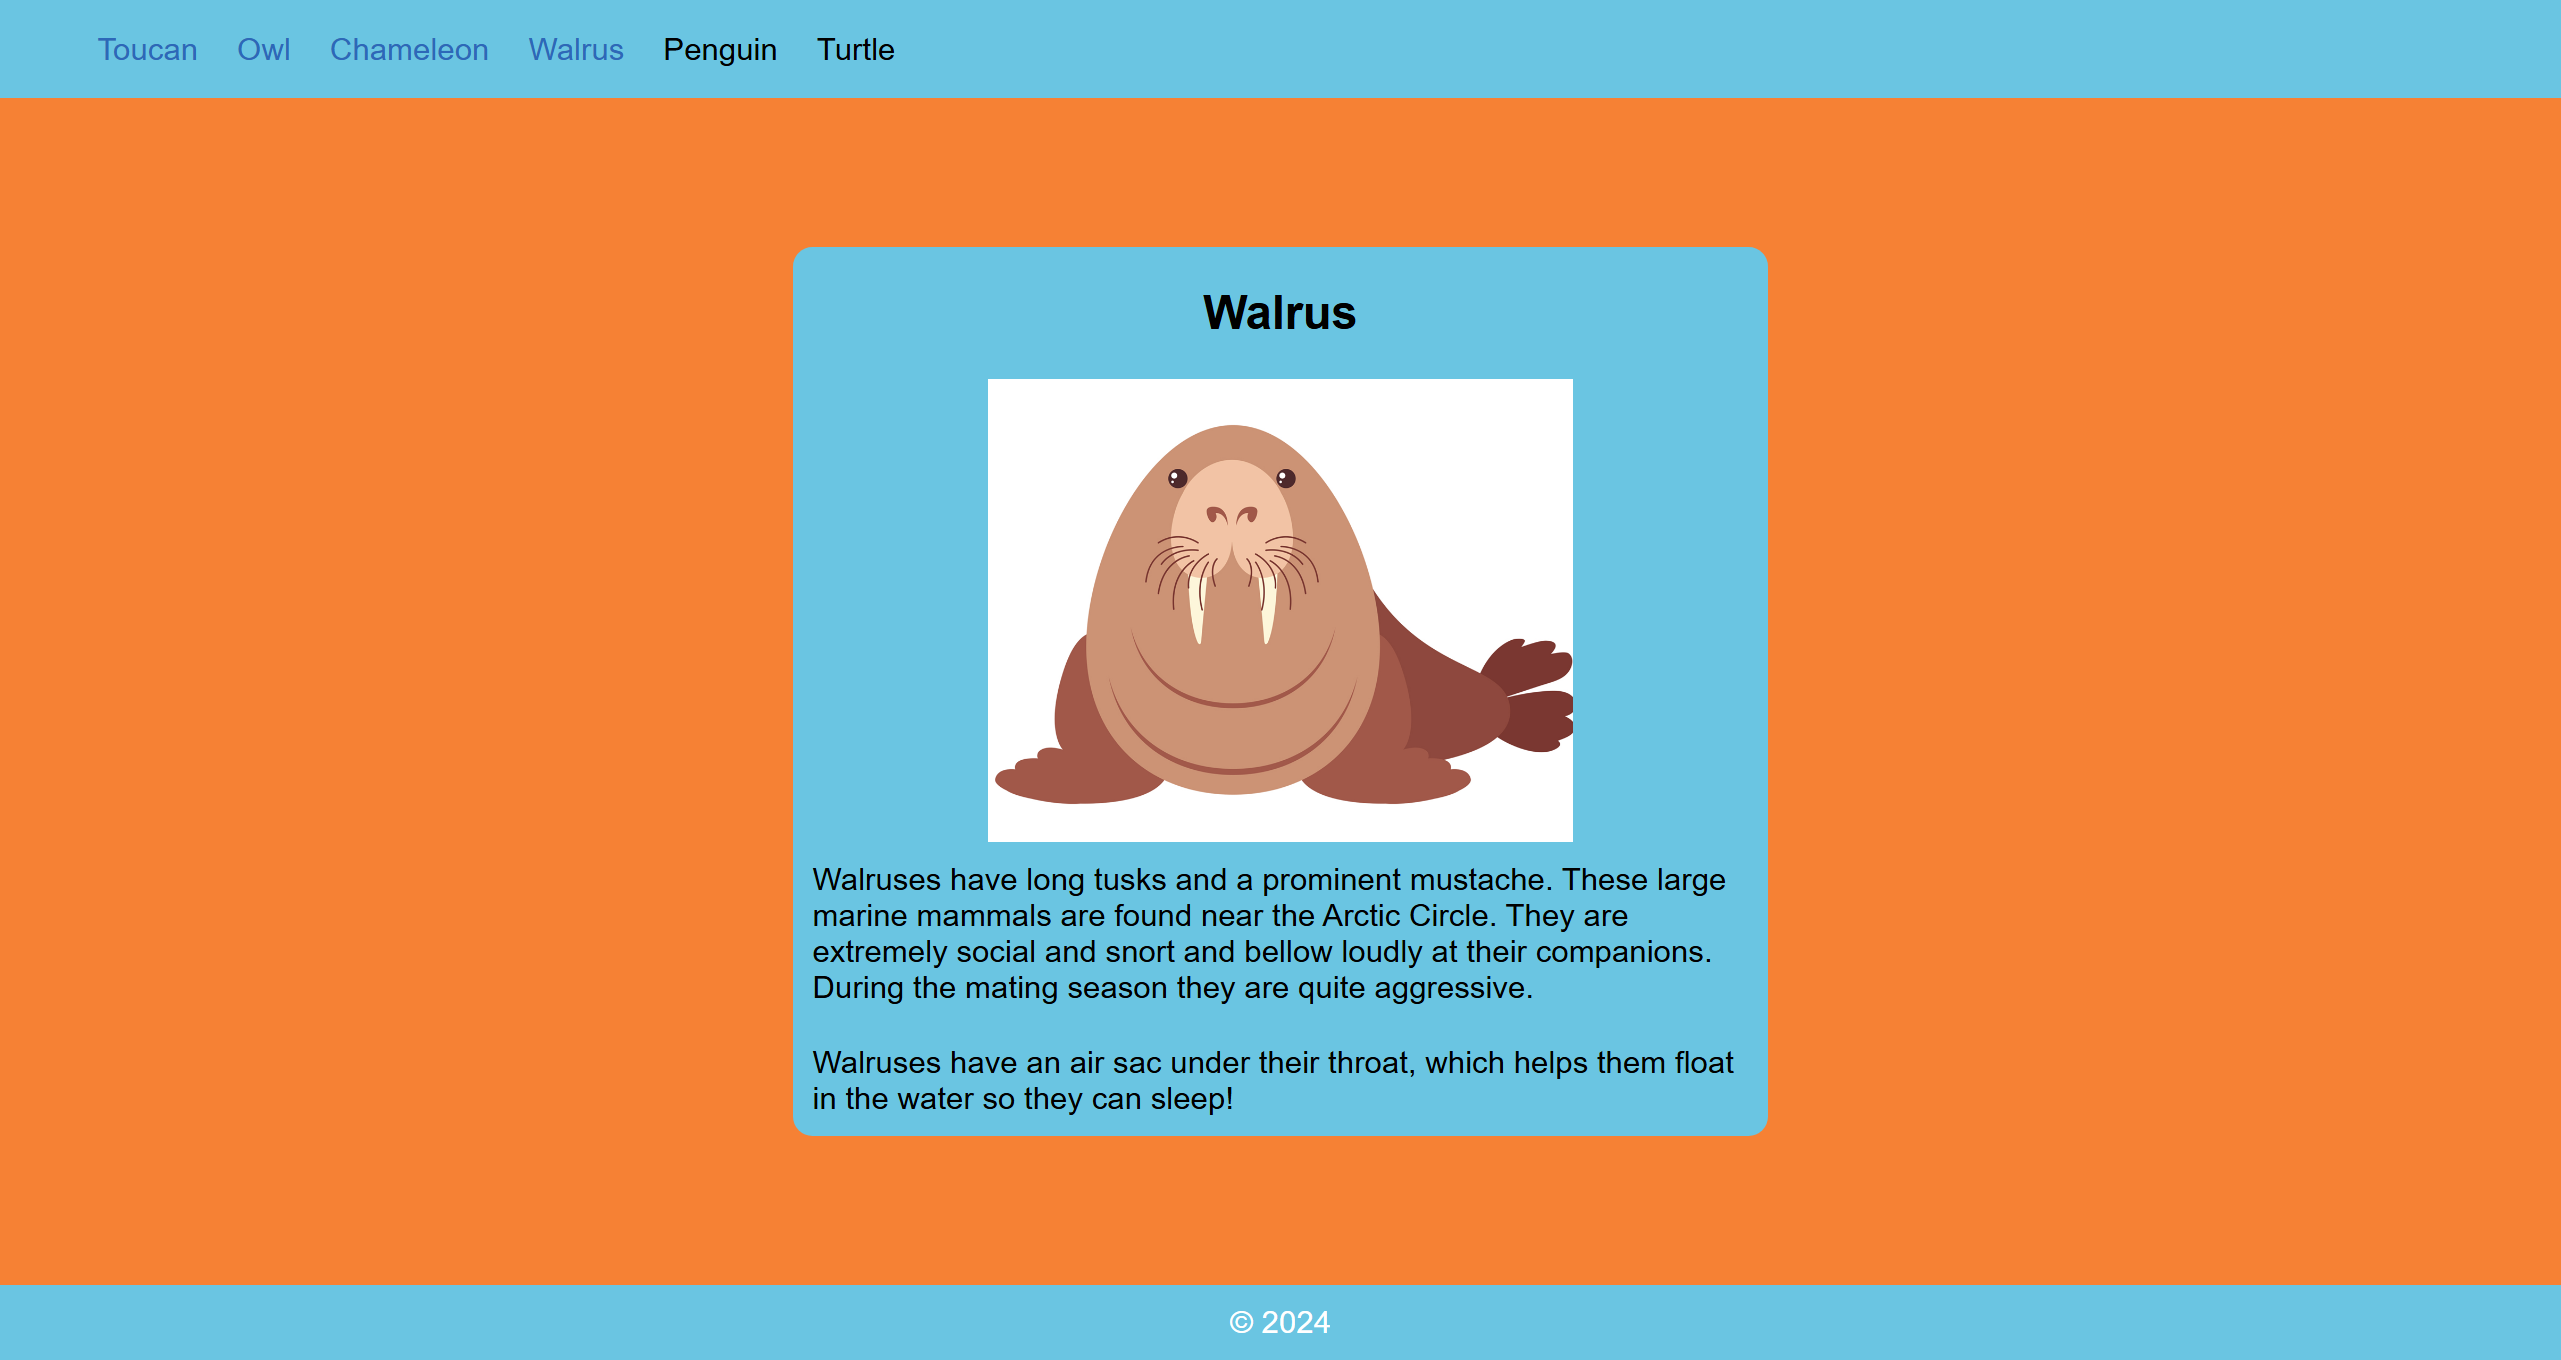 Toucan Owl Chameleon Walrus Penguin Turtle
Walrus
Walruses have long tusks and a prominent mustache. These large
marine mammals are found near the Arctic Circle. They are
extremely social and snort and bellow loudly at their companions.
During the mating season they are quite aggressive.
Walruses have an air sac under their throat, which helps them float
in the water so they can sleep!
© 2024